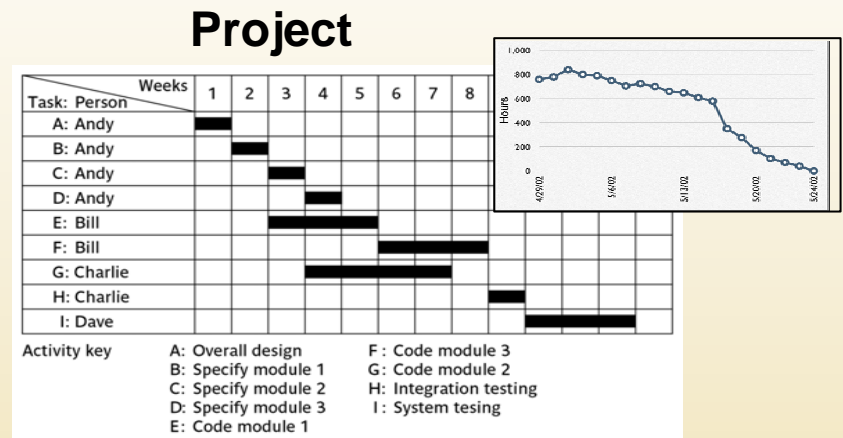 Project
Weeks 1 2 3 4 5 6 7 8
Task: Person
A: Andy
B: Andy
C: Andy
D: Andy
E: Bill
F: Bill
G: Charlie
H: Charlie
I: Dave
1,000
800
600
400
200
0
Hours
4/29/02 5/6/02 5/13/02 5/20/02 5/24/02
Activity key
A: Overall design
B: Specify module 1
C: Specify module 2
D: Specify module 3
E: Code module 1
F: Code module 3
G: Code module 2
H: Integration testing
I: System tesing